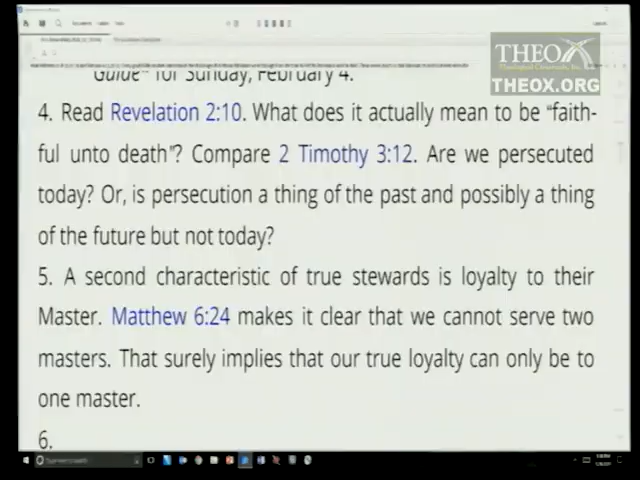 THEOX
THEOX.ORG
Guide" for Sunday, February 4.
4. Read Revelation 2:10. What does it actually mean to be "faith-
ful unto death"? Compare 2 Timothy 3:12. Are we persecuted
today? Or, is persecution a thing of the past and possibly a thing
of the future but not today?
5. A second characteristic of true stewards is loyalty to their
Master. Matthew 6:24 makes it clear that we cannot serve two
masters. That surely implies that our true loyalty can only be to
one master.
6.